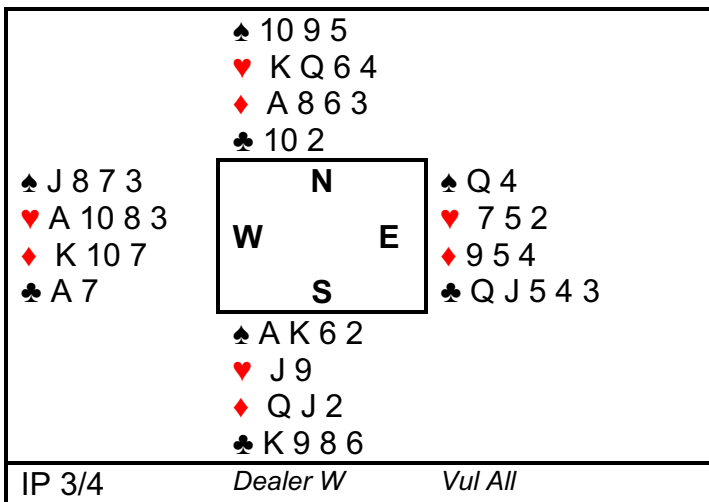 ♠ 10 9 5
♥ K Q 6 4
♦ A 8 6 3
♣ 10 2
♠ J 8 7 3 N ♠ Q 4
♥ A 10 8 3 ♥ 7 5 2
♦ K 10 7 W E ♦ 9 5 4
♣ A 7 S ♣ Q J 5 4 3
♠ A K 6 2
♥ J 9
♦ Q J 2
♣ K 9 8 6
IP 3/4 Dealer W Vul All